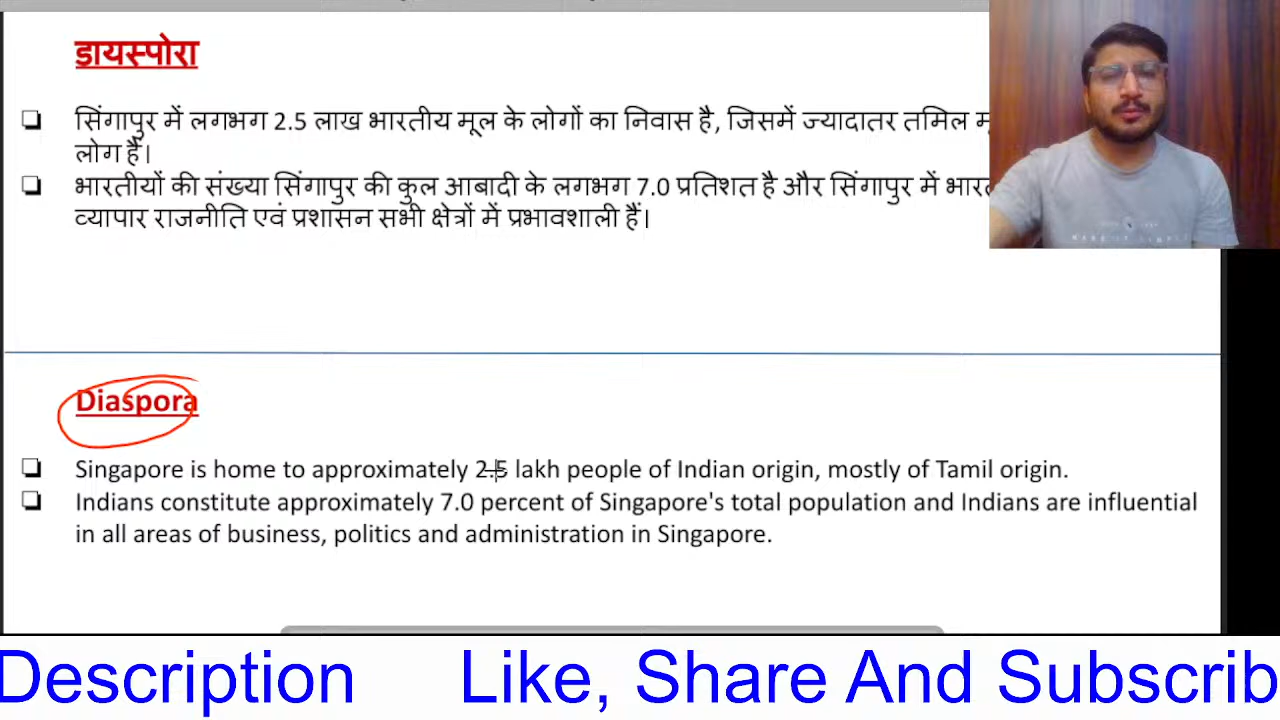 डायस्पोरा
❑ सिंगापुर में लगभग 2.5 लाख भारतीय मूल के लोगों का निवास है, जिसमें ज्यादातर तमिल
लोग हैं।
❑ भारतीयों की संख्या सिंगापुर की कुल आबादी के लगभग 7.0 प्रतिशत है और सिंगापुर में
व्यापार राजनीति एवं प्रशासन सभी क्षेत्रों में प्रभावशाली हैं।
Diaspora
❑ Singapore is home to approximately 2.5 lakh people of Indian origin, mostly of Tamil origin.
❑ Indians constitute approximately 7.0 percent of Singapore's total population and Indians are influential
in all areas of business, politics and administration in Singapore.
Description Like, Share And Subscrib